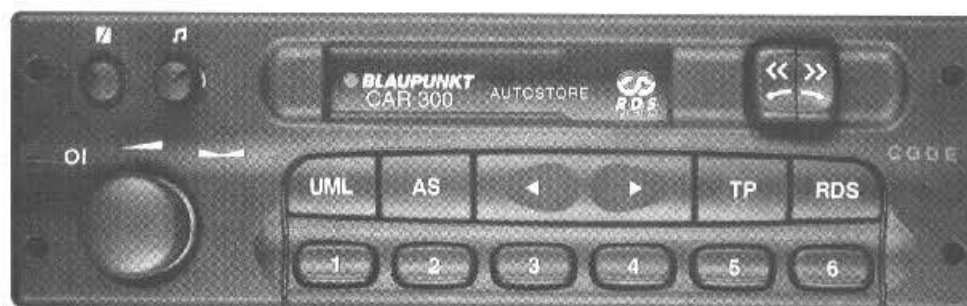 BLAUPUNKT
CAR 300
AUTOSTORE
RDS
OI
CODE
UML AS TP RDS
1 2 3 4 5 6